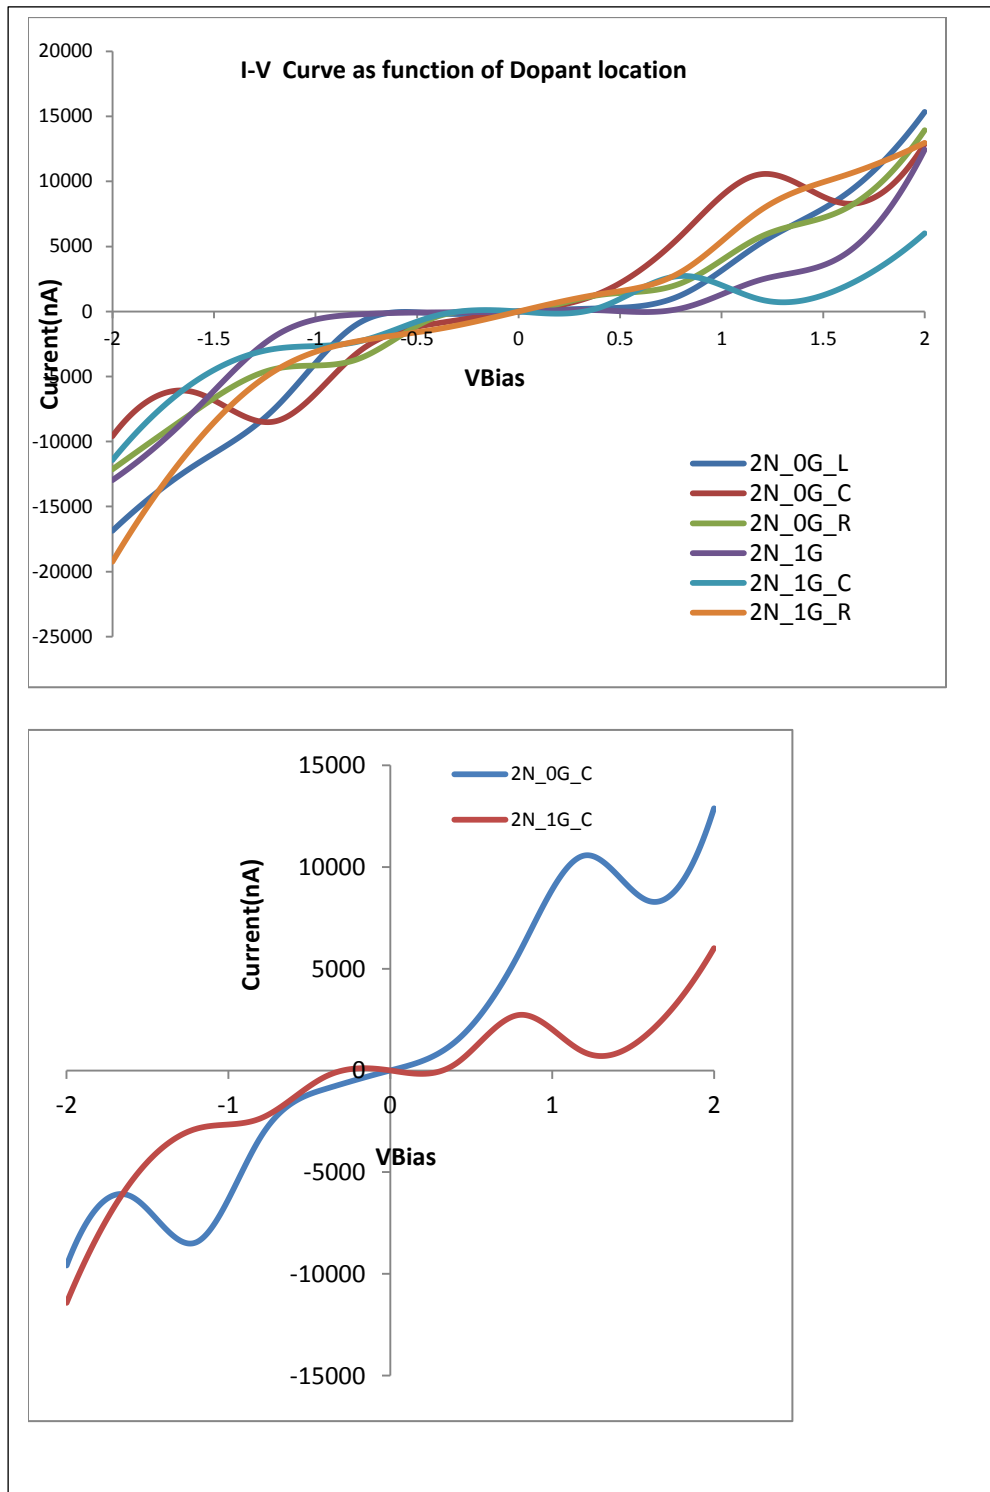 I-V Curve as function of Dopant location
20000
15000
10000
5000
0
-5000
-10000
-15000
-20000
-25000
Current(nA)
-2 -1.5 -1 -0.5 0 0.5 1 1.5 2
VBias
2N_0G_L
2N_0G_C
2N_0G_R
2N_1G
2N_1G_C
2N_1G_R
15000
10000
5000
0
-5000
-10000
-15000
2N_0G_C
2N_1G_C
Current(nA)
-2 -1 0 1 2
VBias